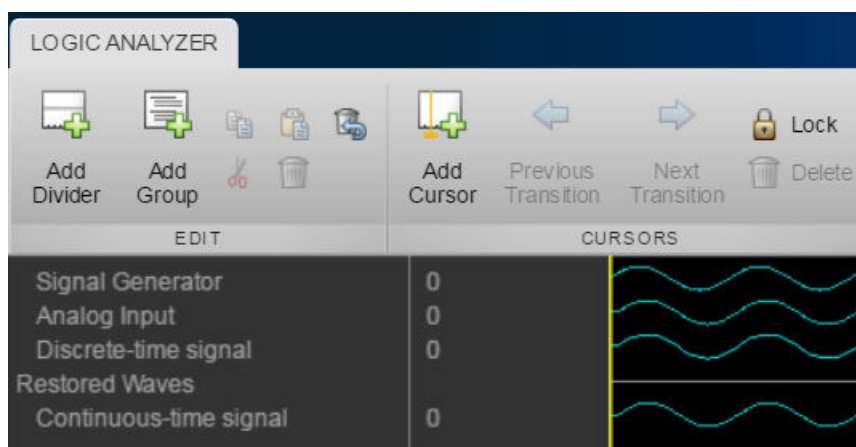 LOGIC ANALYZER
Add Divider
Add Group
Add Cursor
Previous Transition
Next Transition
Lock
Delete
EDIT
CURSORS
Signal Generator 0
Analog Input 0
Discrete-time signal 0
Restored Waves
Continuous-time signal 0